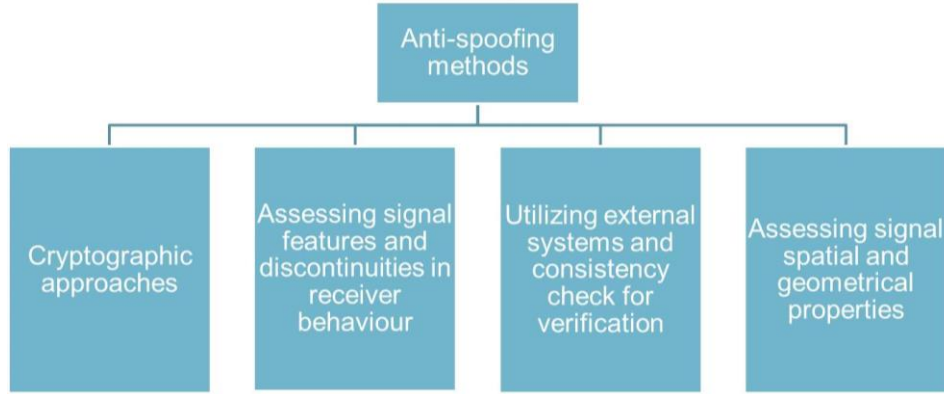 Anti-spoofing
methods
Cryptographic
approaches
Assessing signal
features and
discontinuities in
receiver
behaviour
Utilizing external
systems and
consistency
check for
verification
Assessing signal
spatial and
geometrical
properties